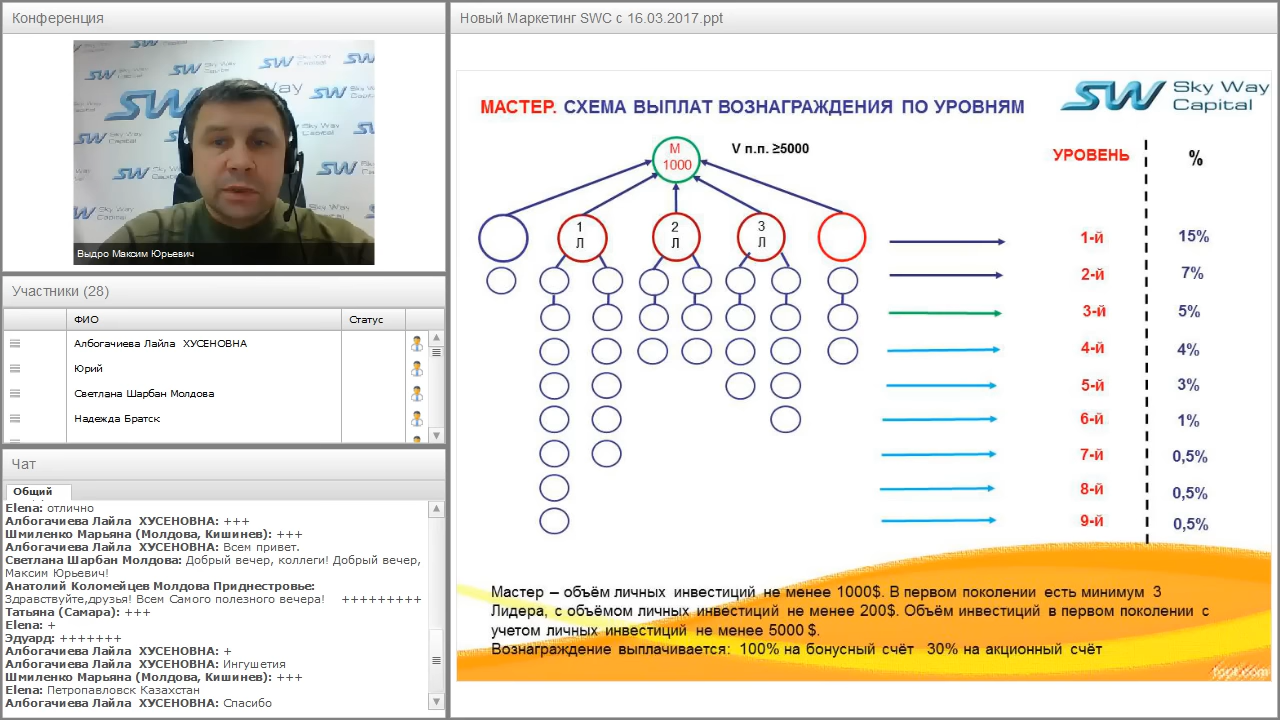 Конференция
SW
Sky Way
Capital
Выдро Максим Юрьевич
Участники (28)
ФИО
Статус
Албогачиева Лайла ХУСЕНОВНА
Юрий
Светлана Шарбан Молдова
Надежда Братск
Чат
Общий
Elena: отлично
Албогачиева Лайла ХУСЕНОВНА: +++
Шмиленко Марьяна (Молдова, Кишинев): +++
Албогачиева Лайла ХУСЕНОВНА: Всем привет.
Светлана Шарбан Молдова: Добрый вечер, коллеги! Добрый вечер,
Максим Юрьевич!
Анатолий Коломейцев Молдова Приднестровье:
Здравствуйте,друзья! Всем Самого полезного вечера! +++++++++
Татьяна (Самара): +++
Elena: +
Эдуард: +++++++
Албогачиева Лайла ХУСЕНОВНА: +
Албогачиева Лайла ХУСЕНОВНА: Ингушетия
Шмиленко Марьяна (Молдова, Кишинев): +++
Elena: Петропавловск Казахстан
Албогачиева Лайла ХУСЕНОВНА: Спасибо
Новый Маркетинг SWC с 16.03.2017.ppt
МАСТЕР. СХЕМА ВЫПЛАТ ВОЗНАГРАЖДЕНИЯ ПО УРОВНЯМ
SW Sky Way
Capital
М
1000
V п.п. ≥5000
УРОВЕНЬ %
1
Л
2
Л
3
Л
1-й 15%
2-й 7%
3-й 5%
4-й 4%
5-й 3%
6-й 1%
7-й 0,5%
8-й 0,5%
9-й 0,5%
Мастер – объём личных инвестиций не менее 1000$. В первом поколении есть минимум 3
Лидера, с объёмом личных инвестиций не менее 200$. Объём инвестиций в первом поколении с
учетом личных инвестиций не менее 5000 $.
Вознаграждение выплачивается: 100% на бонусный счёт 30% на акционный счёт